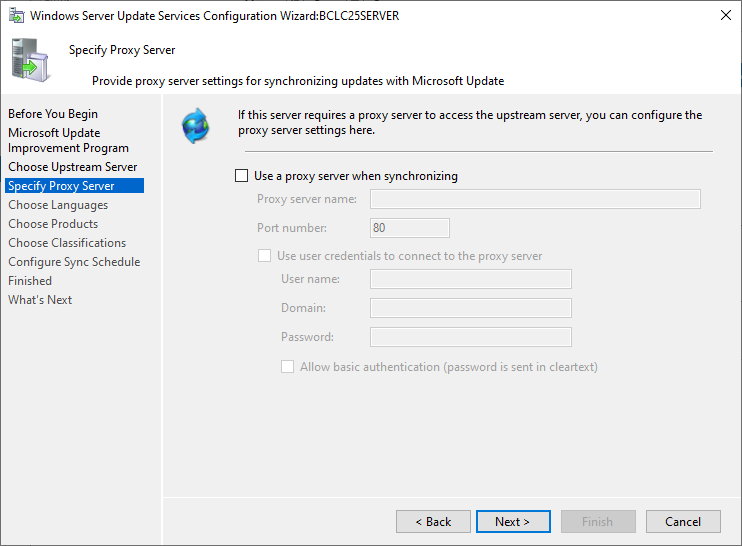 Windows Server Update Services Configuration Wizard:BCLC25SERVER
Specify Proxy Server
Provide proxy server settings for synchronizing updates with Microsoft Update
Before You Begin
Microsoft Update
Improvement Program
Choose Upstream Server
Specify Proxy Server
Choose Languages
Choose Products
Choose Classifications
Configure Sync Schedule
Finished
What's Next
If this server requires a proxy server to access the upstream server, you can configure the
proxy server settings here.
Use a proxy server when synchronizing
Proxy server name:
Port number: 80
Use user credentials to connect to the proxy server
User name:
Domain:
Password:
Allow basic authentication (password is sent in cleartext)
< Back Next > Finish Cancel